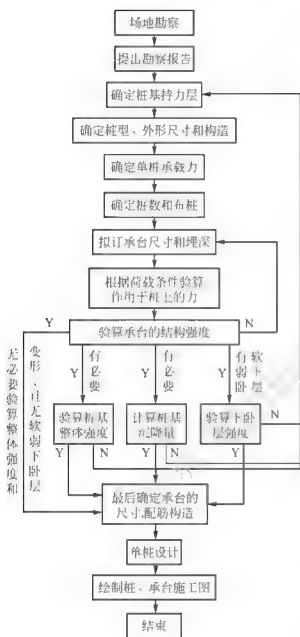 场地勘察
提出勘察报告
确定桩基持力层
确定桩型、外形尺寸和构造
确定单桩承载力
确定桩数和布桩
拟订承台尺寸和埋深
根据荷载条件验算
作用于桩上的力
N
验算承台的结构强度
Y
无必要验算整体强度和
变形、且无软弱下卧层
Y
有必要
Y
有必要
Y
有软弱下卧层
验算桩基
整体强度
计算桩基
沉降量
验算下卧
层强度
Y
N
Y
N
Y
N
最后确定承台的
尺寸,配筋构造
单桩设计
绘制桩、承台施工图
结束